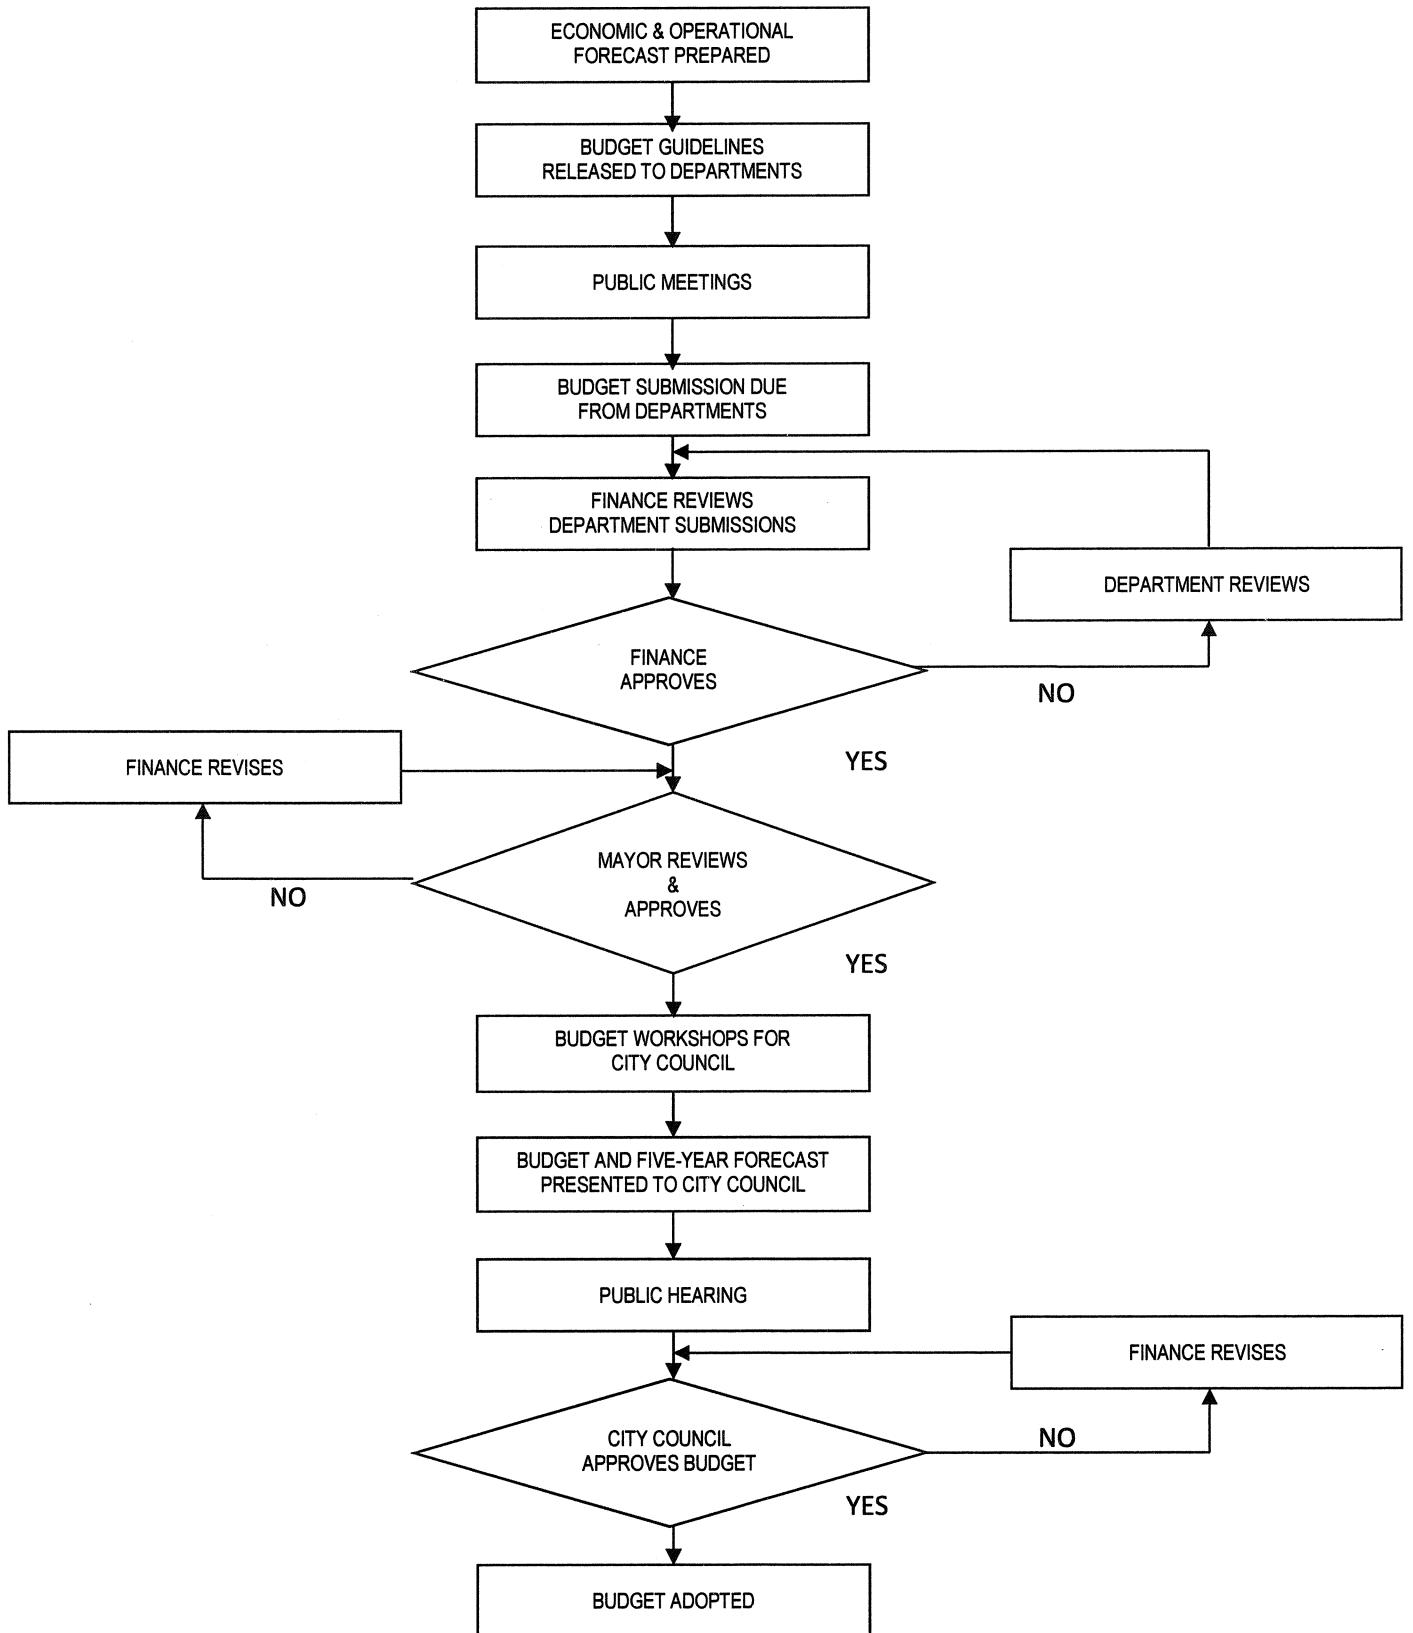 ECONOMIC & OPERATIONAL
FORECAST PREPARED
BUDGET GUIDELINES
RELEASED TO DEPARTMENTS
PUBLIC MEETINGS
BUDGET SUBMISSION DUE
FROM DEPARTMENTS
FINANCE REVIEWS
DEPARTMENT SUBMISSIONS
DEPARTMENT REVIEWS
FINANCE
APPROVES
NO
YES
FINANCE REVISES
MAYOR REVIEWS
&
APPROVES
NO
YES
BUDGET WORKSHOPS FOR
CITY COUNCIL
BUDGET AND FIVE-YEAR FORECAST
PRESENTED TO CITY COUNCIL
PUBLIC HEARING
FINANCE REVISES
CITY COUNCIL
APPROVES BUDGET
NO
YES
BUDGET ADOPTED